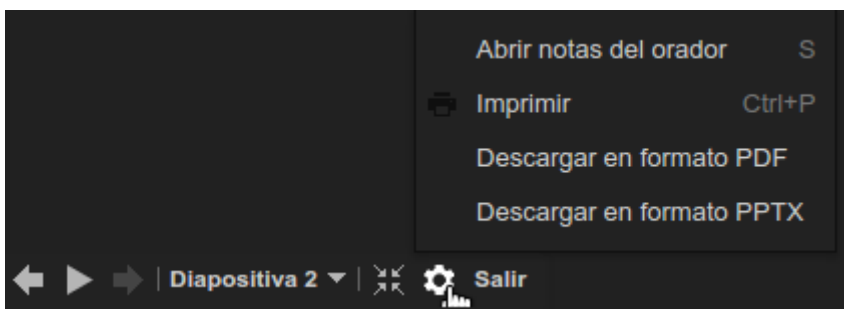 Abrir notas del orador S
Imprimir Ctrl+P
Descargar en formato PDF
Descargar en formato PPTX
Diapositiva 2 Salir